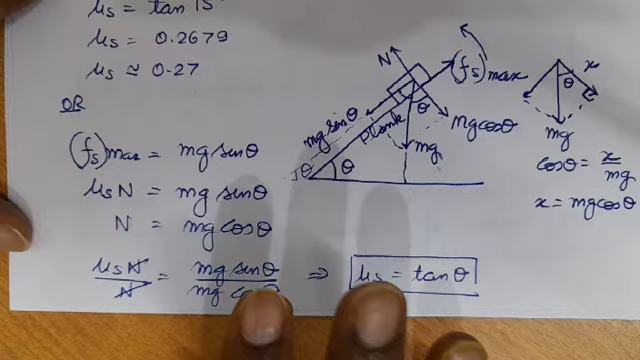 μs = tan 15°
μs = 0.2679
μs ≃ 0.27
OR
(fs)max = mg sinθ
μsN = mg sinθ
N = mg cosθ
μsN/N = mg sinθ/mg cosθ ⇒ μs = tanθ
N
(fs)max
θ
mg sinθ
Plank
mg cosθ
mg
θ
θ
x
θ
mg
cosθ = x/mg
x = mg cosθ